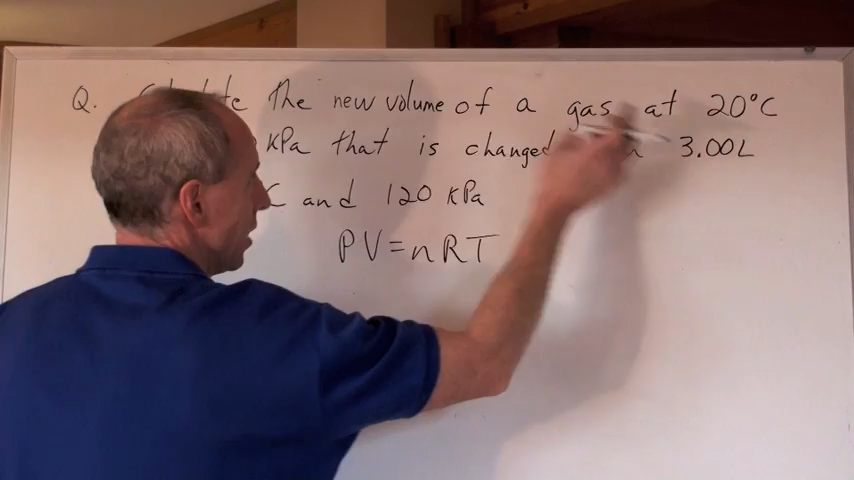 Q. the new volume of a gas at 20°C
kPa that is changed 3.00L
C and 120 kPa
PV=nRT